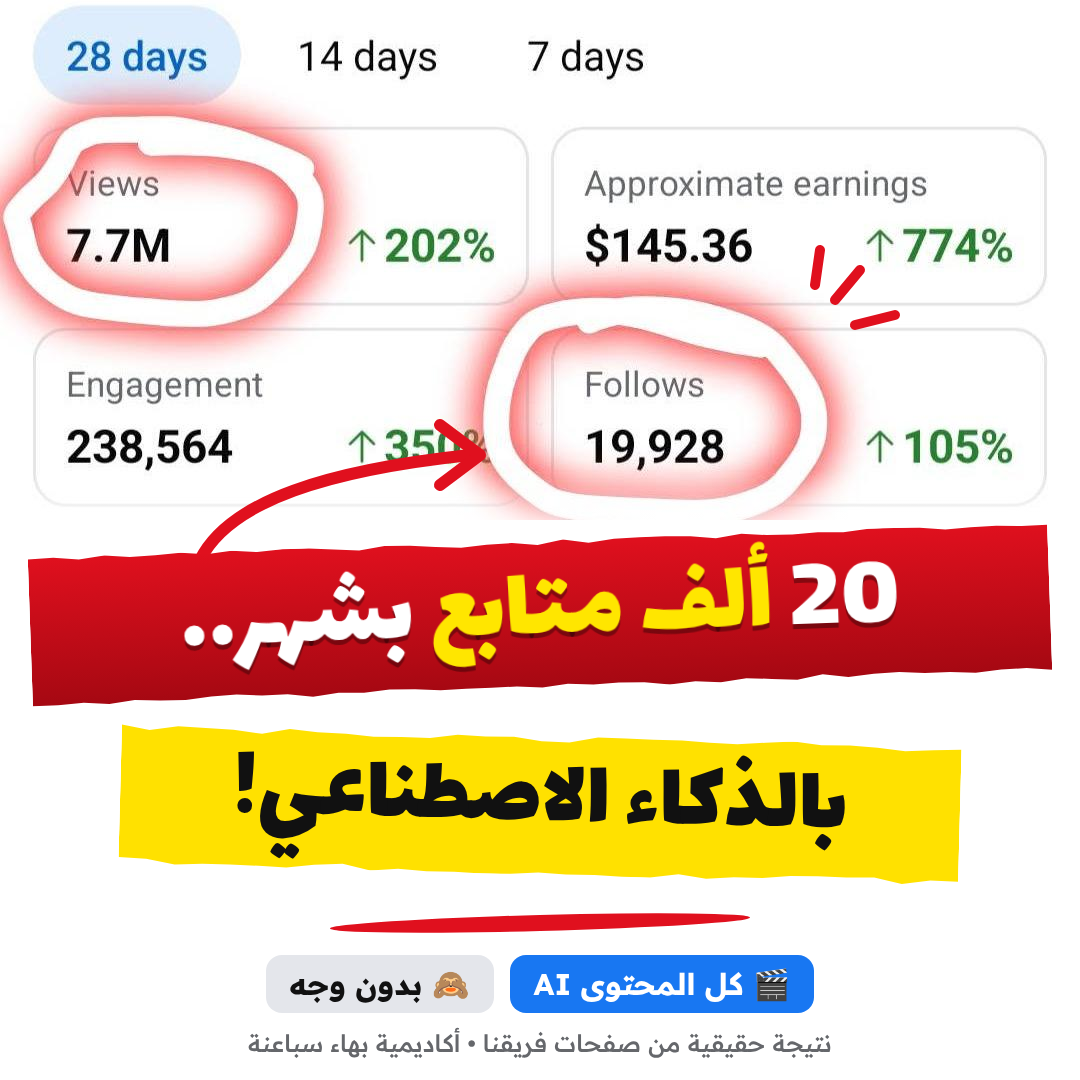 28 days 14 days 7 days
Views
7.7M ↑ 202%
Approximate earnings
$145.36 ↑ 774%
Engagement
238,564 ↑ 350%
Follows
19,928 ↑ 105%
20 ألف متابع بشهر..
بالذكاء الاصطناعي!
🎬 كل المحتوى AI
🙈 بدون وجه
نتيجة حقيقية من صفحات فريقنا • أكاديمية بهاء سباعنة